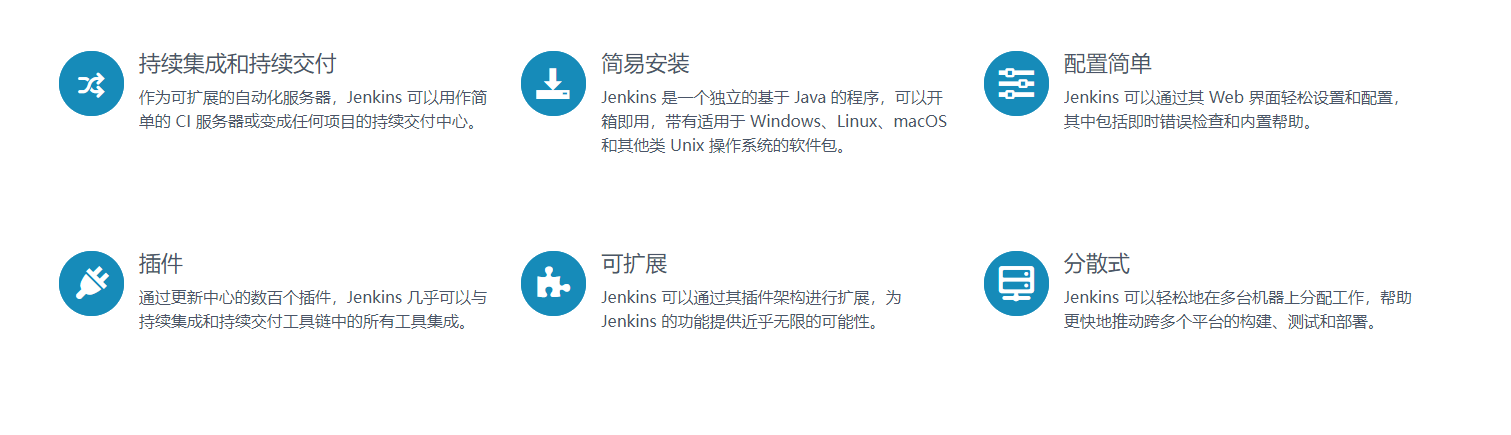 持续集成和持续交付
作为可扩展的自动化服务器，Jenkins 可以用作简
单的 CI 服务器或变成任何项目的持续交付中心。
简易安装
Jenkins 是一个独立的基于 Java 的程序，可以开
箱即用，带有适用于 Windows、Linux、macOS
和其他类 Unix 操作系统的软件包。
配置简单
Jenkins 可以通过其 Web 界面轻松设置和配置，
其中包括即时错误检查和内置帮助。
插件
通过更新中心的数百个插件，Jenkins 几乎可以与
持续集成和持续交付工具链中的所有工具集成。
可扩展
Jenkins 可以通过其插件架构进行扩展，为
Jenkins 的功能提供近乎无限的可能性。
分散式
Jenkins 可以轻松地在多台机器上分配工作，帮助
更快地推动跨多个平台的构建、测试和部署。